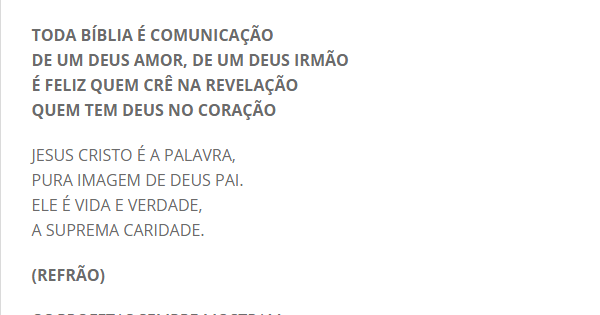 TODA BÍBLIA É COMUNICAÇÃO
DE UM DEUS AMOR, DE UM DEUS IRMÃO
É FELIZ QUEM CRÊ NA REVELAÇÃO
QUEM TEM DEUS NO CORAÇÃO
JESUS CRISTO É A PALAVRA,
PURA IMAGEM DE DEUS PAI.
ELE É VIDA E VERDADE,
A SUPREMA CARIDADE.
(REFRÃO)